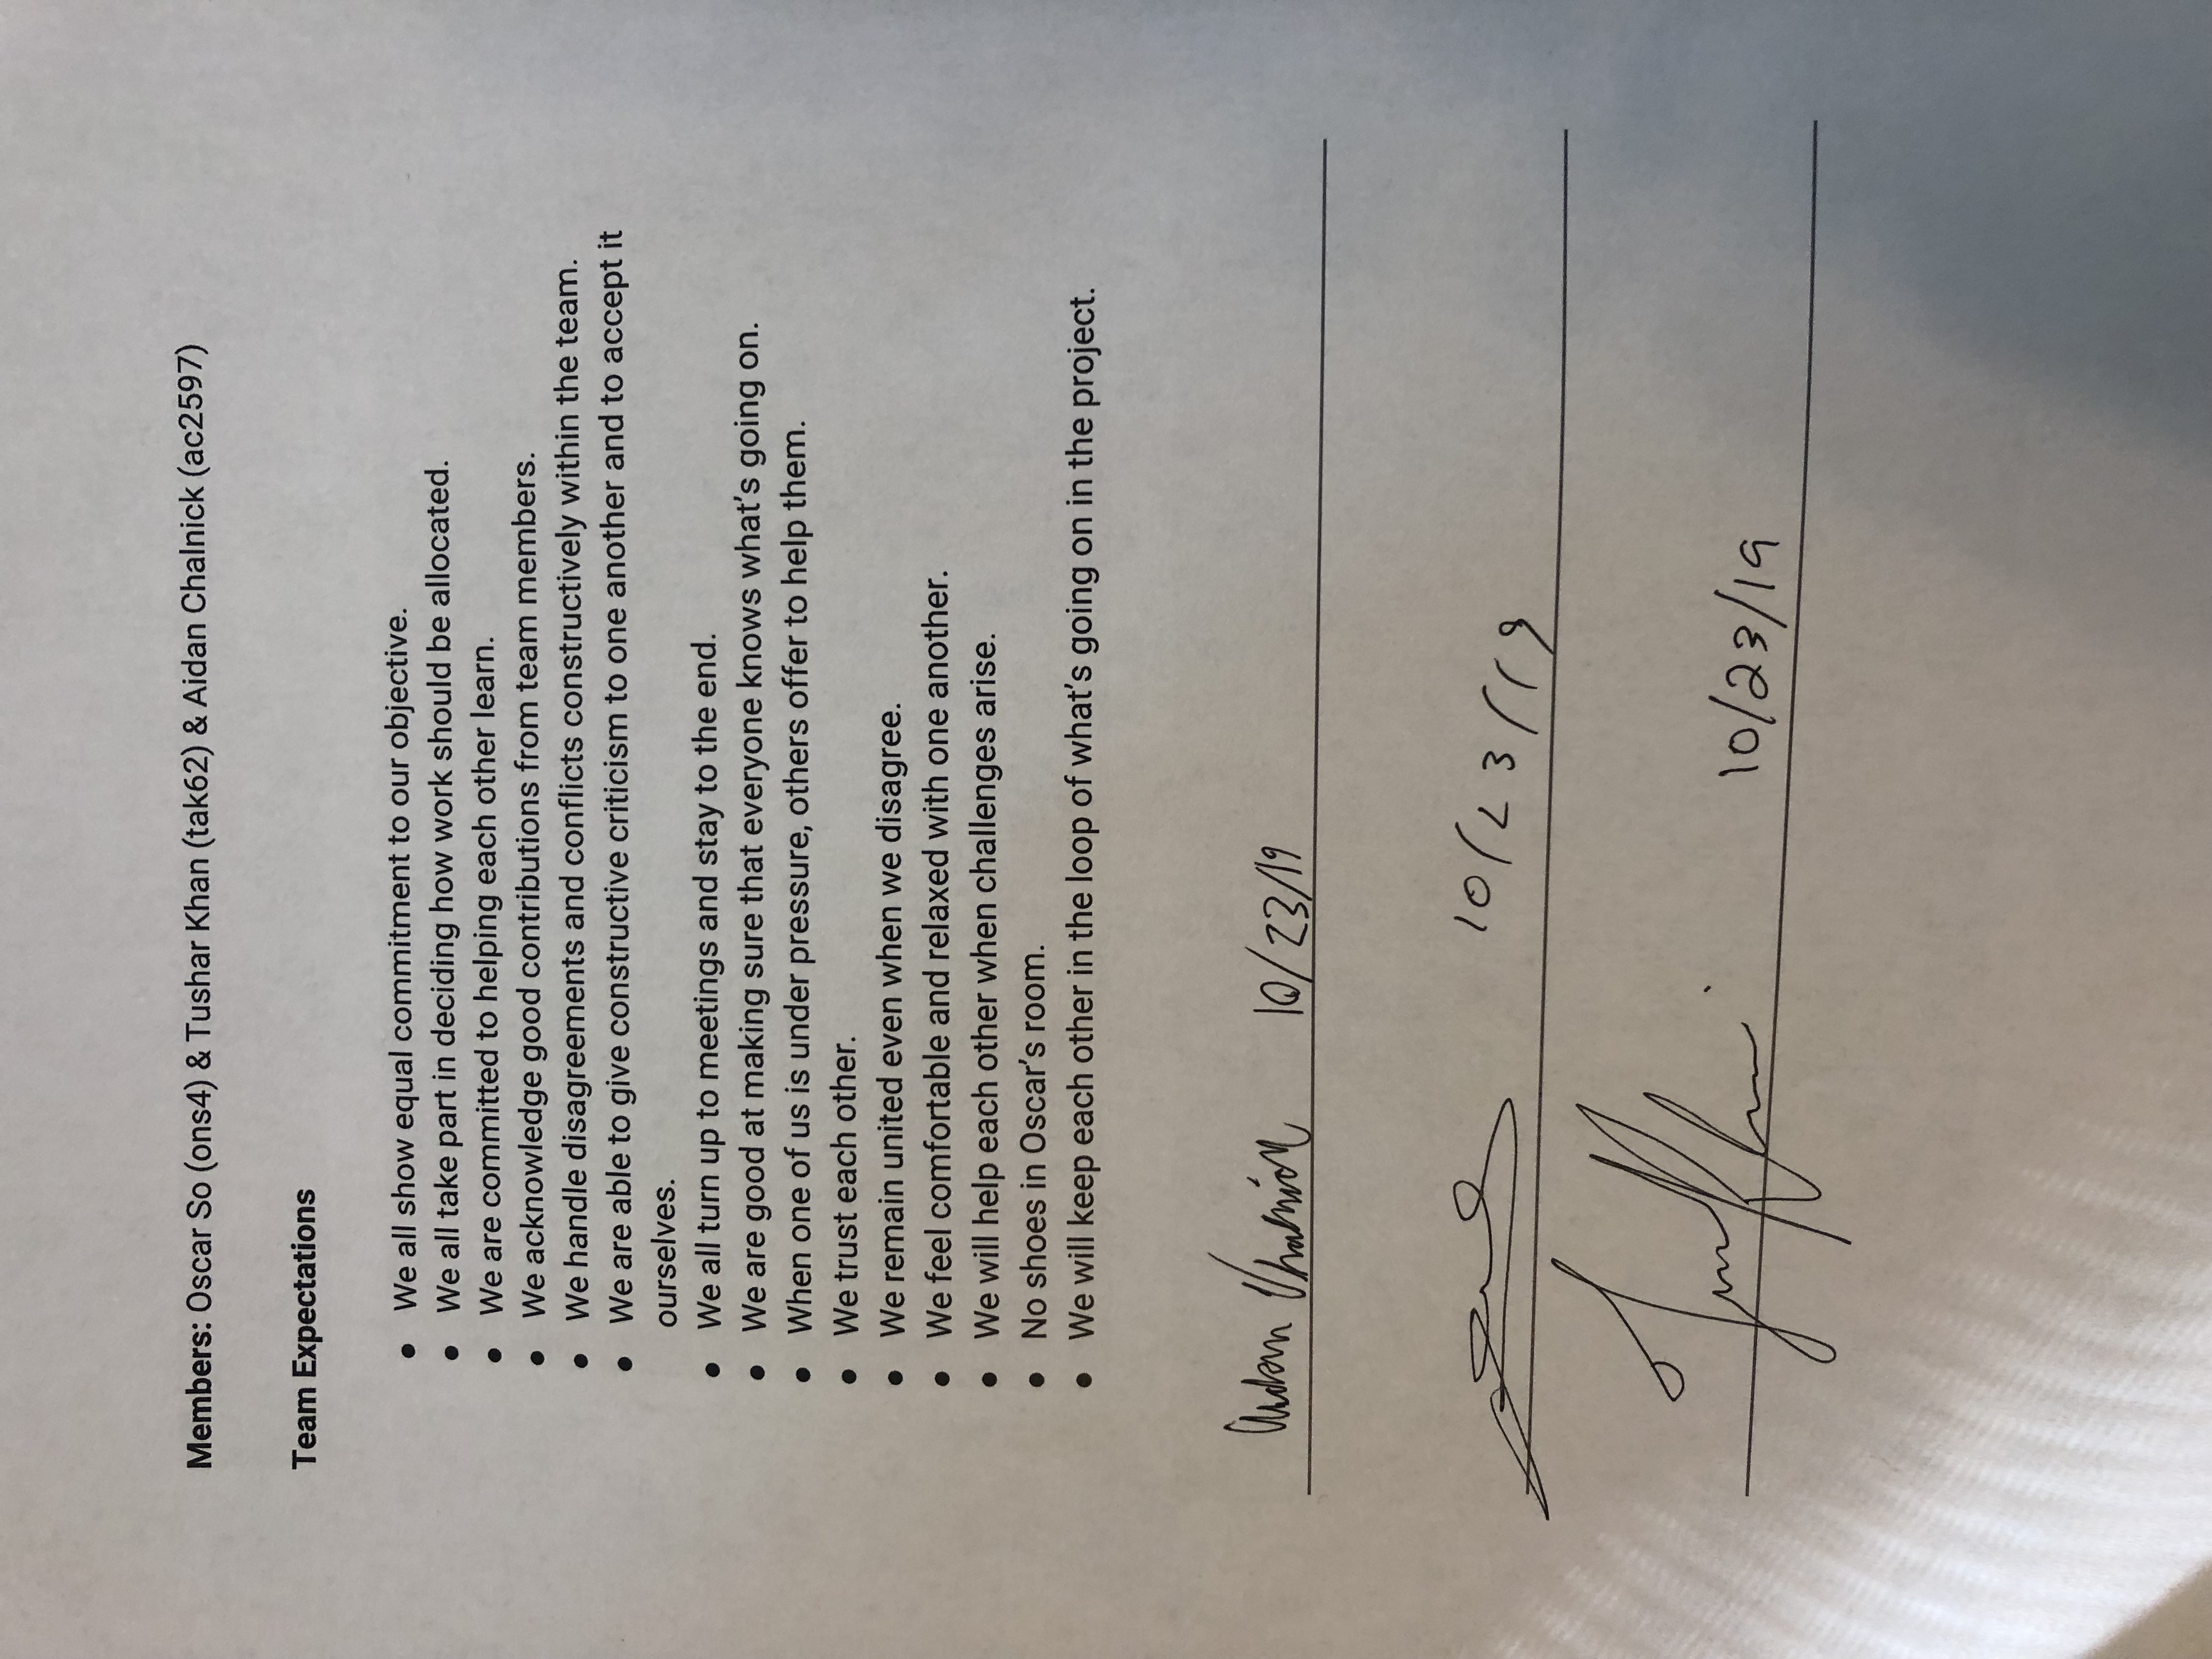 Members: Oscar So (ons4) & Tushar Khan (tak62) & Aidan Chalnick (ac2597)
Team Expectations
● We all show equal commitment to our objective.
● We all take part in deciding how work should be allocated.
● We are committed to helping each other learn.
● We acknowledge good contributions from team members.
● We handle disagreements and conflicts constructively within the team.
● We are able to give constructive criticism to one another and to accept it
ourselves.
● We all turn up to meetings and stay to the end.
● We are good at making sure that everyone knows what's going on.
● When one of us is under pressure, others offer to help them.
● We trust each other.
● We remain united even when we disagree.
● We feel comfortable and relaxed with one another.
● We will help each other when challenges arise.
● No shoes in Oscar's room.
● We will keep each other in the loop of what's going on in the project.
Aidan Chalnick 10/23/19
10/23/19
10/23/19